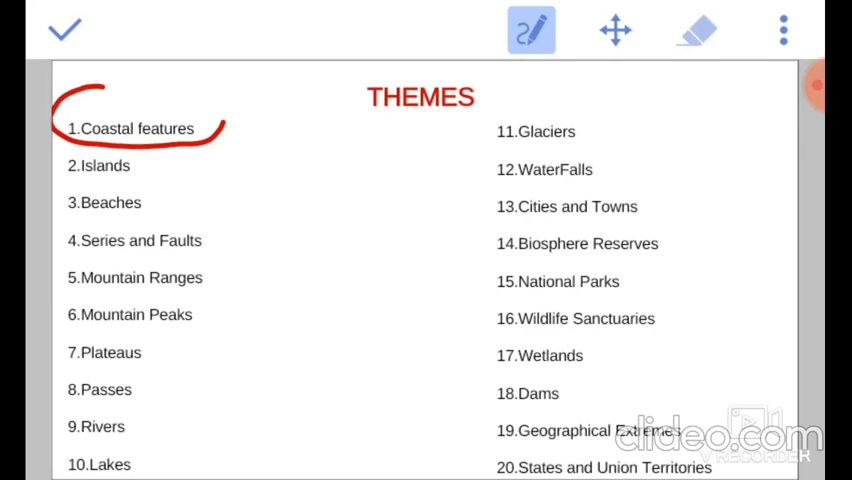 THEMES
1.Coastal features
2.Islands
3.Beaches
4.Series and Faults
5.Mountain Ranges
6.Mountain Peaks
7.Plateaus
8.Passes
9.Rivers
10.Lakes
11.Glaciers
12.WaterFalls
13.Cities and Towns
14.Biosphere Reserves
15.National Parks
16.Wildlife Sanctuaries
17.Wetlands
18.Dams
19.Geographical Extremes
20.States and Union Territories
clideo.com
V RECORDER